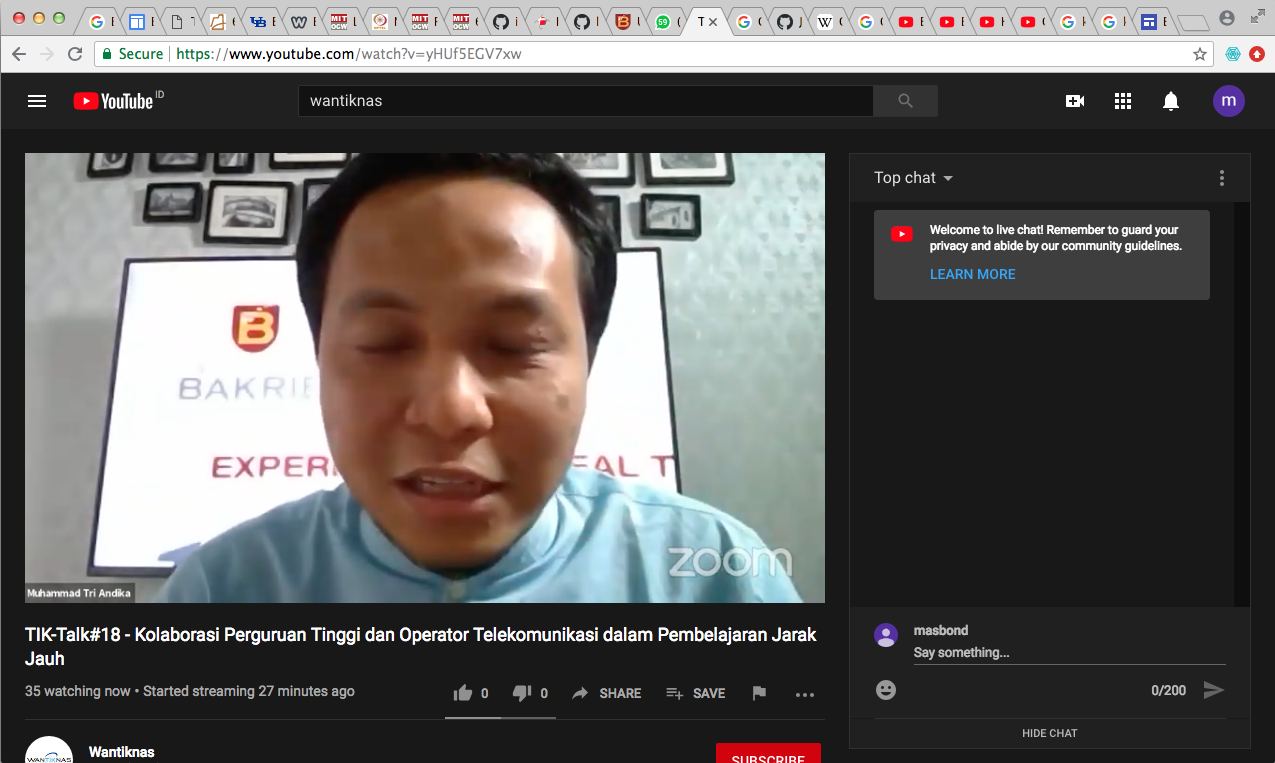 T
Secure
https://www.youtube.com/watch?v=yHUf5EGV7xw
YouTube ID
wantiknas
m
B
BAKRIE
EXPERI EAL T
zoom
Muhammad Tri Andika
TIK-Talk#18 - Kolaborasi Perguruan Tinggi dan Operator Telekomunikasi dalam Pembelajaran Jarak
Jauh
35 watching now • Started streaming 27 minutes ago
0 0 SHARE SAVE
WANTIKNAS
Wantiknas
SUBSCRIBE
Top chat
Welcome to live chat! Remember to guard your
privacy and abide by our community guidelines.
LEARN MORE
masbond
Say something...
0/200
HIDE CHAT